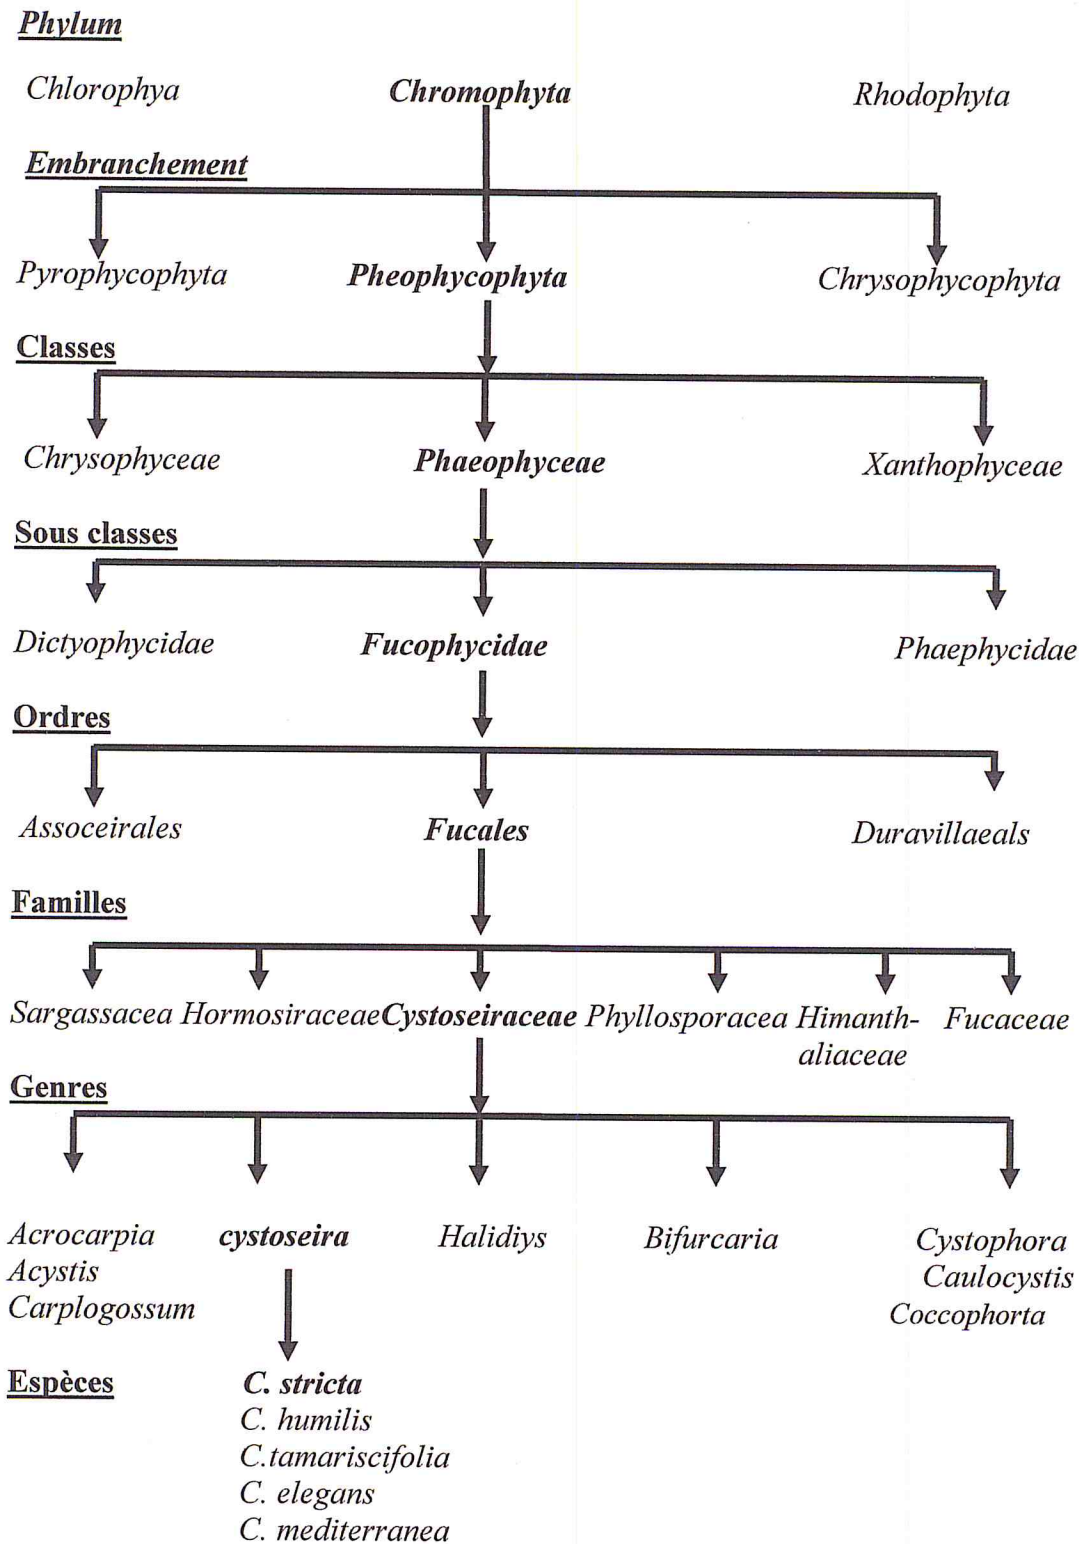 Phylum
Chlorophya Chromophyta Rhodophyta
Embranchement
Pyrophycophyta Pheophycophyta Chrysophycophyta
Classes
Chrysophyceae Phaeophyceae Xanthophyceae
Sous classes
Dictyophycidae Fucophycidae Phaephycidae
Ordres
Assoceirales Fucales Duravillaeals
Familles
Sargassacea Hormosiraceae Cystoseiraceae Phyllosporacea Himanth- Fucaceae
aliaceae
Genres
Acrocarpia cystoseira Halidiys Bifurcaria Cystophora
Acystis Caulocystis
Carplogossum Coccophorta
Espèces C. stricta
C. humilis
C.tamariscifolia
C. elegans
C. mediterranea